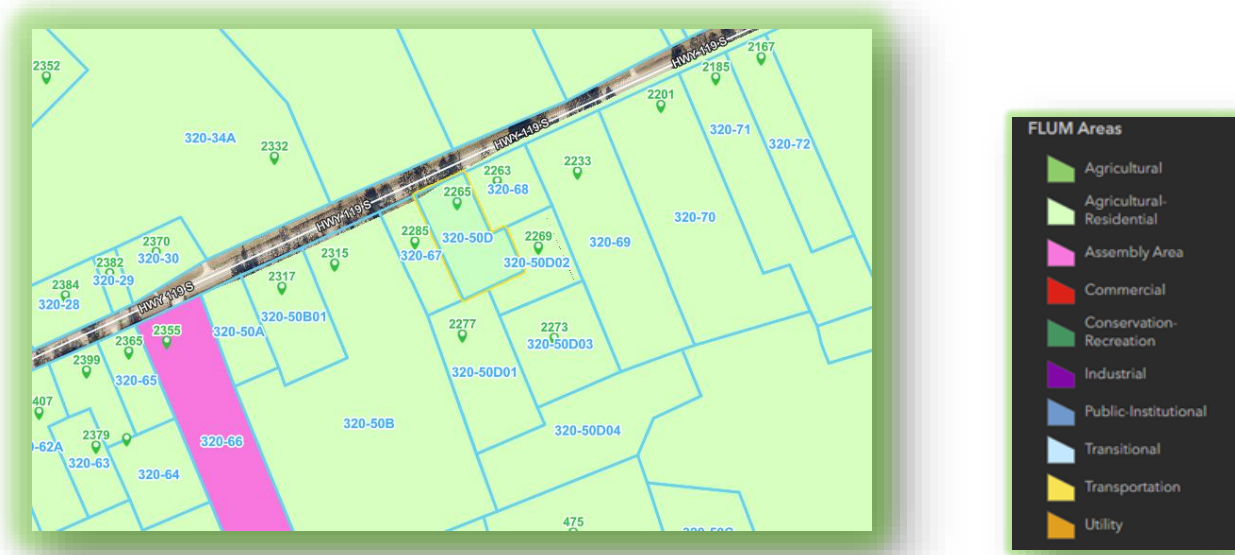 2352
320-34A
2332
HWY 119 S
HWY-119-S
2167
2185
2201
320-71
320-72
2233
2263
320-68
2265
320-50D
2285
320-67
2269
320-50D02
320-69
320-70
HWY-119-S
2315
2370
320-30
2382
320-29
2384
320-28
2317
320-50B01
HWY 119 S
2355
320-50A
2365
320-65
2399
407
2277
320-50D01
2273
320-50D03
320-50B
320-50D04
320-66
2379
320-63
-62A
320-64
475
FLUM Areas
Agricultural
Agricultural-
Residential
Assembly Area
Commercial
Conservation-
Recreation
Industrial
Public-Institutional
Transitional
Transportation
Utility